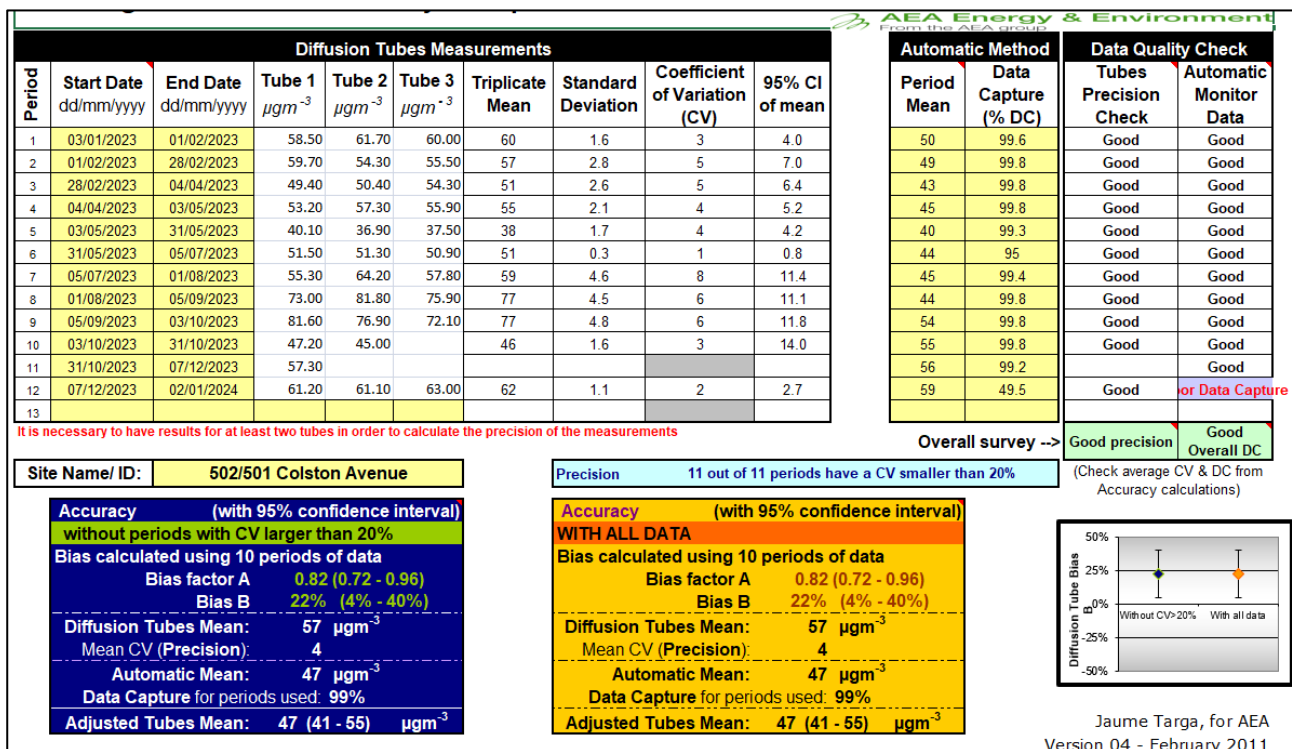 AEA Energy & Environment
From the AEA group
Diffusion Tubes Measurements
Automatic Method
Data Quality Check
Period
Start Date dd/mm/yyyy
End Date dd/mm/yyyy
Tube 1 µgm-3
Tube 2 µgm-3
Tube 3 µgm-3
Triplicate Mean
Standard Deviation
Coefficient of Variation (CV)
95% CI of mean
Period Mean
Data Capture (% DC)
Tubes Precision Check
Automatic Monitor Data
1 03/01/2023 01/02/2023 58.50 61.70 60.00 60 1.6 3 4.0 50 99.6 Good Good
2 01/02/2023 28/02/2023 59.70 54.30 55.50 57 2.8 5 7.0 49 99.8 Good Good
3 28/02/2023 04/04/2023 49.40 50.40 54.30 51 2.6 5 6.4 43 99.8 Good Good
4 04/04/2023 03/05/2023 53.20 57.30 55.90 55 2.1 4 5.2 45 99.8 Good Good
5 03/05/2023 31/05/2023 40.10 36.90 37.50 38 1.7 4 4.2 40 99.3 Good Good
6 31/05/2023 05/07/2023 51.50 51.30 50.90 51 0.3 1 0.8 44 95 Good Good
7 05/07/2023 01/08/2023 55.30 64.20 57.80 59 4.6 8 11.4 45 99.4 Good Good
8 01/08/2023 05/09/2023 73.00 81.80 75.90 77 4.5 6 11.1 44 99.8 Good Good
9 05/09/2023 03/10/2023 81.60 76.90 72.10 77 4.8 6 11.8 54 99.8 Good Good
10 03/10/2023 31/10/2023 47.20 45.00 46 1.6 3 14.0 55 99.8 Good Good
11 31/10/2023 07/12/2023 57.30 56 99.2 Good
12 07/12/2023 02/01/2024 61.20 61.10 63.00 62 1.1 2 2.7 59 49.5 Good or Data Capture
13
It is necessary to have results for at least two tubes in order to calculate the precision of the measurements
Overall survey --> Good precision Good Overall DC
(Check average CV & DC from
Accuracy calculations)
Site Name/ ID: 502/501 Colston Avenue
Precision 11 out of 11 periods have a CV smaller than 20%
Accuracy (with 95% confidence interval)
without periods with CV larger than 20%
Bias calculated using 10 periods of data
Bias factor A 0.82 (0.72 - 0.96)
Bias B 22% (4% - 40%)
Diffusion Tubes Mean: 57 µgm-3
Mean CV (Precision): 4
Automatic Mean: 47 µgm-3
Data Capture for periods used: 99%
Adjusted Tubes Mean: 47 (41 - 55) µgm-3
Accuracy (with 95% confidence interval)
WITH ALL DATA
Bias calculated using 10 periods of data
Bias factor A 0.82 (0.72 - 0.96)
Bias B 22% (4% - 40%)
Diffusion Tubes Mean: 57 µgm-3
Mean CV (Precision): 4
Automatic Mean: 47 µgm-3
Data Capture for periods used: 99%
Adjusted Tubes Mean: 47 (41 - 55) µgm-3
Diffusion Tube Bias B
50%
25%
0%
-25%
-50%
Without CV>20% With all data
Jaume Targa, for AEA
Version 04 - February 2011